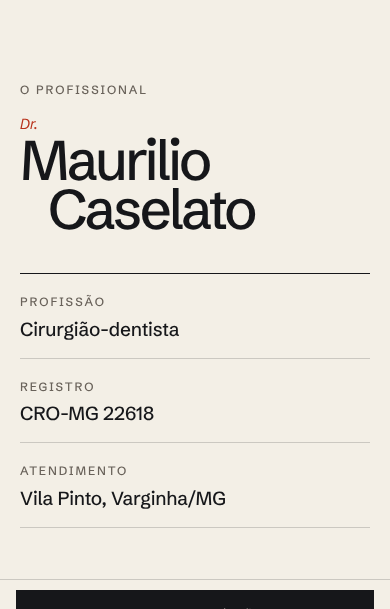 O PROFISSIONAL
Dr.
Maurilio
Caselato
PROFISSÃO
Cirurgião-dentista
REGISTRO
CRO-MG 22618
ATENDIMENTO
Vila Pinto, Varginha/MG